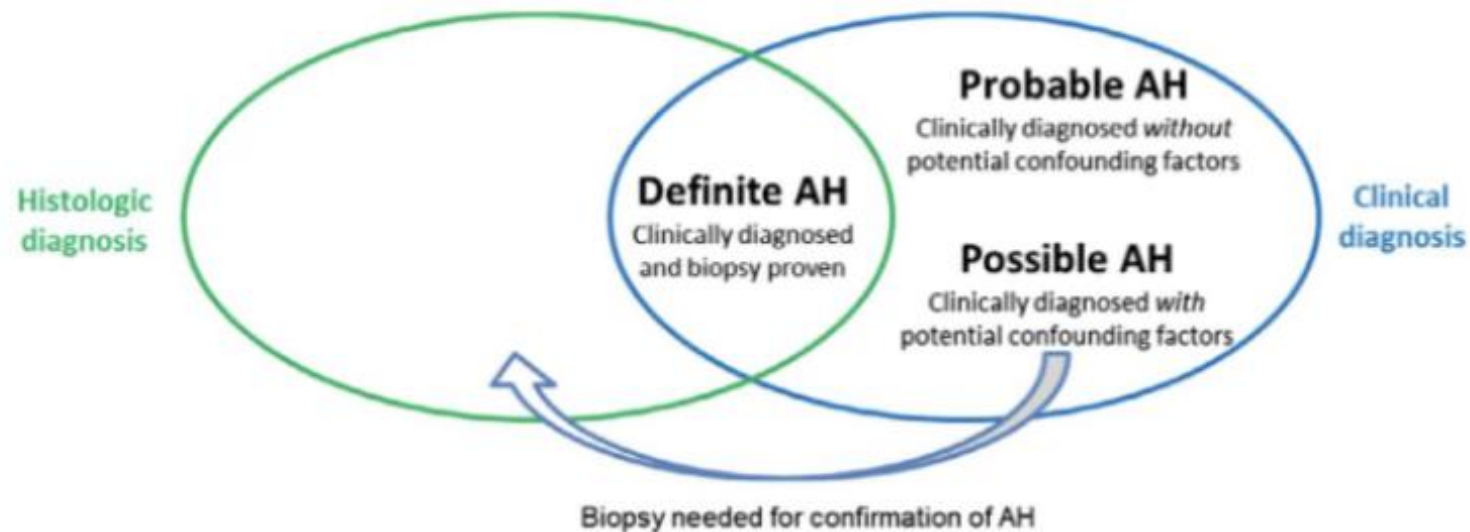 Histologic
diagnosis
Definite AH
Clinically diagnosed
and biopsy proven
Probable AH
Clinically diagnosed without
potential confounding factors
Possible AH
Clinically diagnosed with
potential confounding factors
Clinical
diagnosis
Biopsy needed for confirmation of AH